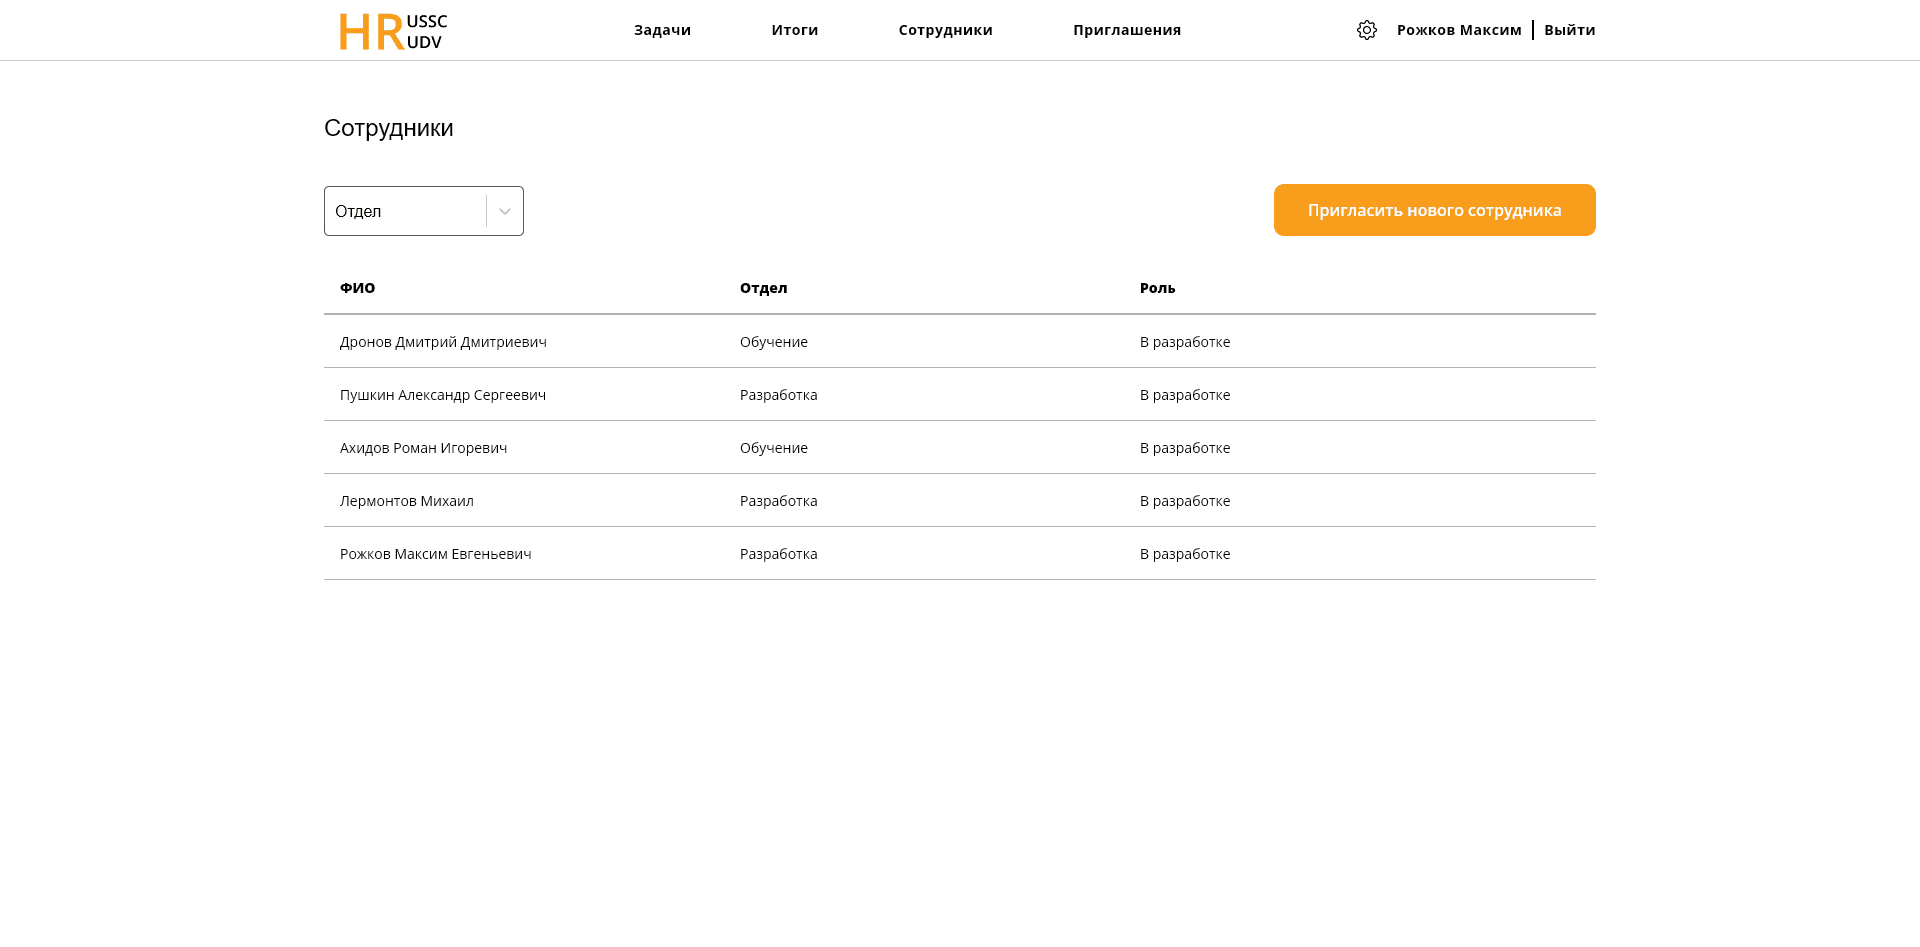 HR USSC UDV Задачи Итоги Сотрудники Приглашения Рожков Максим Выйти
Сотрудники
Отдел Пригласить нового сотрудника
ФИО Отдел Роль
Дронов Дмитрий Дмитриевич Обучение В разработке
Пушкин Александр Сергеевич Разработка В разработке
Ахидов Роман Игоревич Обучение В разработке
Лермонтов Михаил Разработка В разработке
Рожков Максим Евгеньевич Разработка В разработке